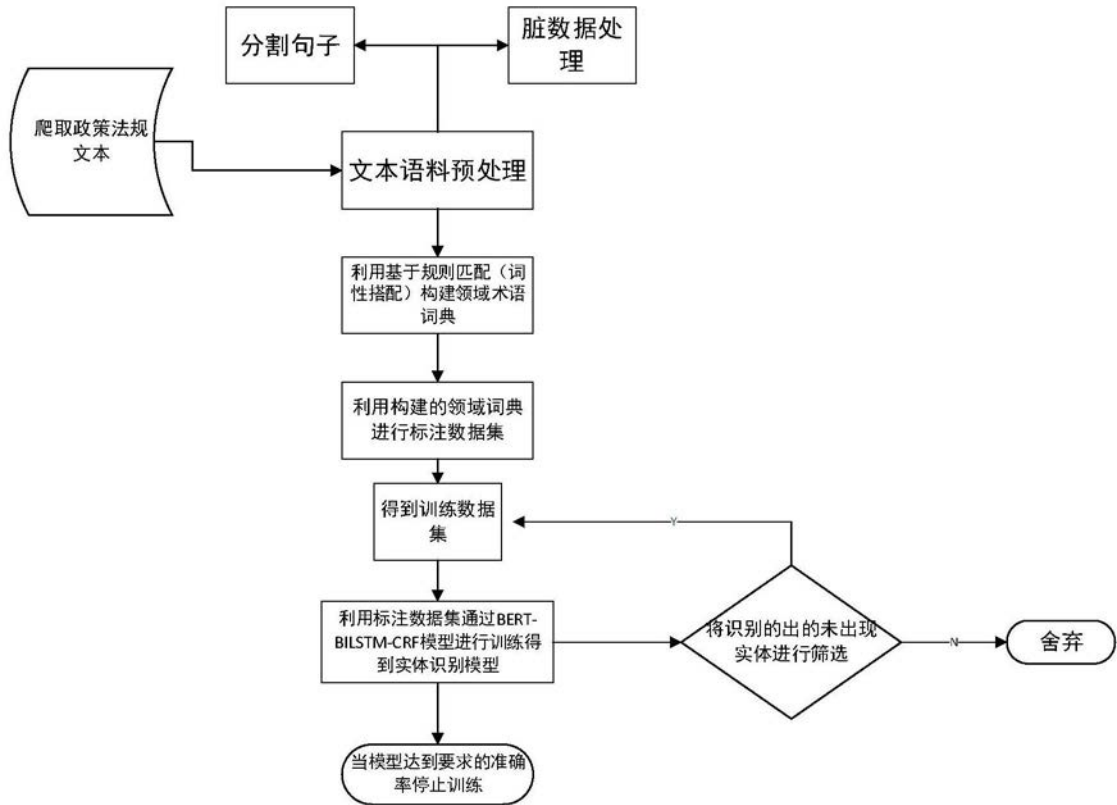 分割句子
脏数据处
理
爬取政策法规
文本
文本语料预处理
利用基于规则匹配（词
性搭配）构建领域术语
词典
利用构建的领域词典
进行标注数据集
得到训练数据
集
Y
利用标注数据集通过BERT-
BILSTM-CRF模型进行训练得
到实体识别模型
将识别的出的未出现
实体进行筛选
N
舍弃
当模型达到要求的准确
率停止训练